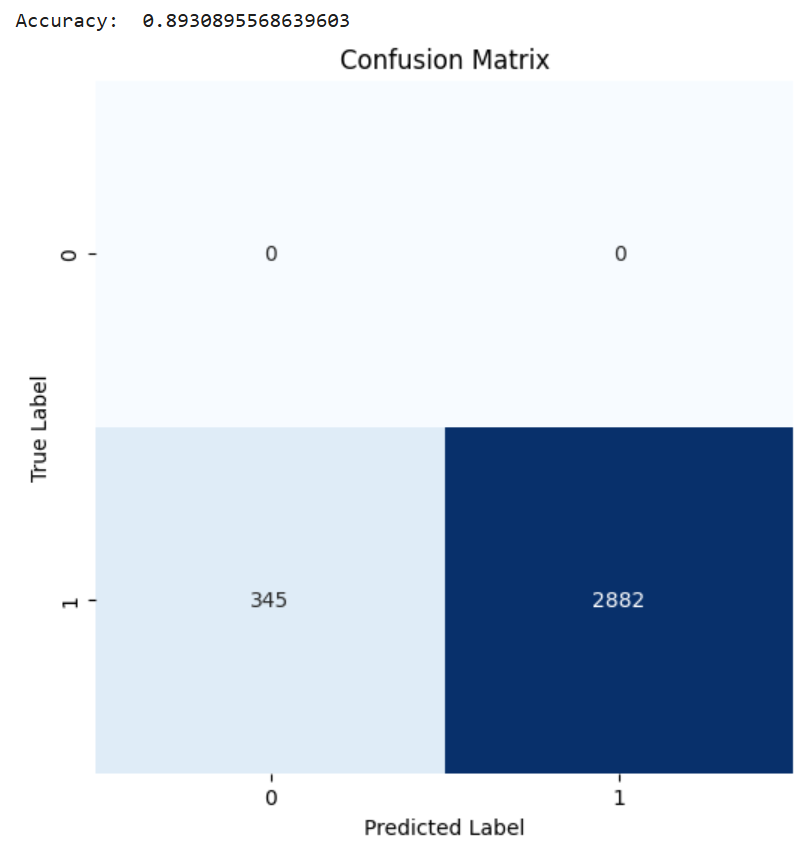 Accuracy:  0.8930895568639603
Confusion Matrix
True Label
0
0 0
1
345 2882
0 1
Predicted Label